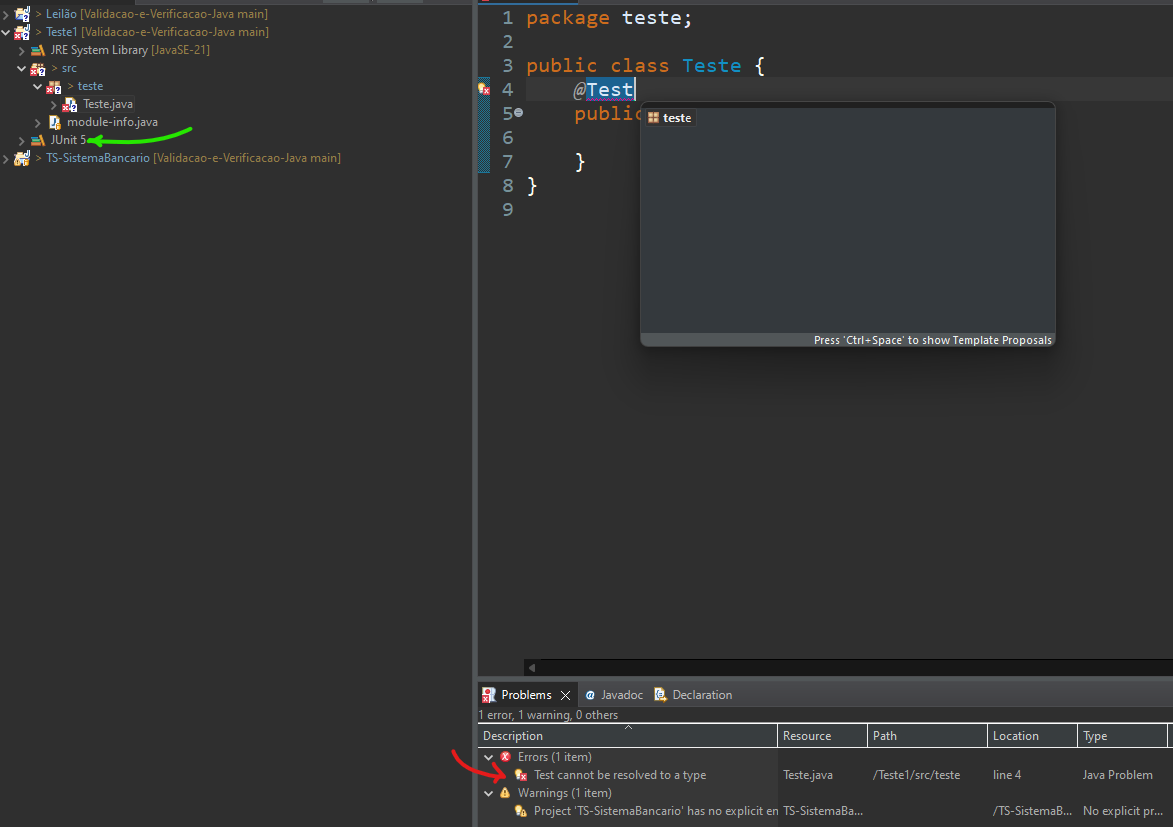 > Leilão [Validacao-e-Verificacao-Java main]
> Teste1 [Validacao-e-Verificacao-Java main]
JRE System Library [JavaSE-21]
> src
> teste
Teste.java
module-info.java
JUnit 5
> TS-SistemaBancario [Validacao-e-Verificacao-Java main]
1 package teste;
2
3 public class Teste {
4 @Test
5 public
6
7 }
8 }
9
teste
Press 'Ctrl+Space' to show Template Proposals
Problems @ Javadoc Declaration
1 error, 1 warning, 0 others
Description Resource Path Location Type
Errors (1 item)
Test cannot be resolved to a type Teste.java /Teste1/src/teste line 4 Java Problem
Warnings (1 item)
Project 'TS-SistemaBancario' has no explicit en TS-SistemaBa... /TS-SistemaB... No explicit pr...